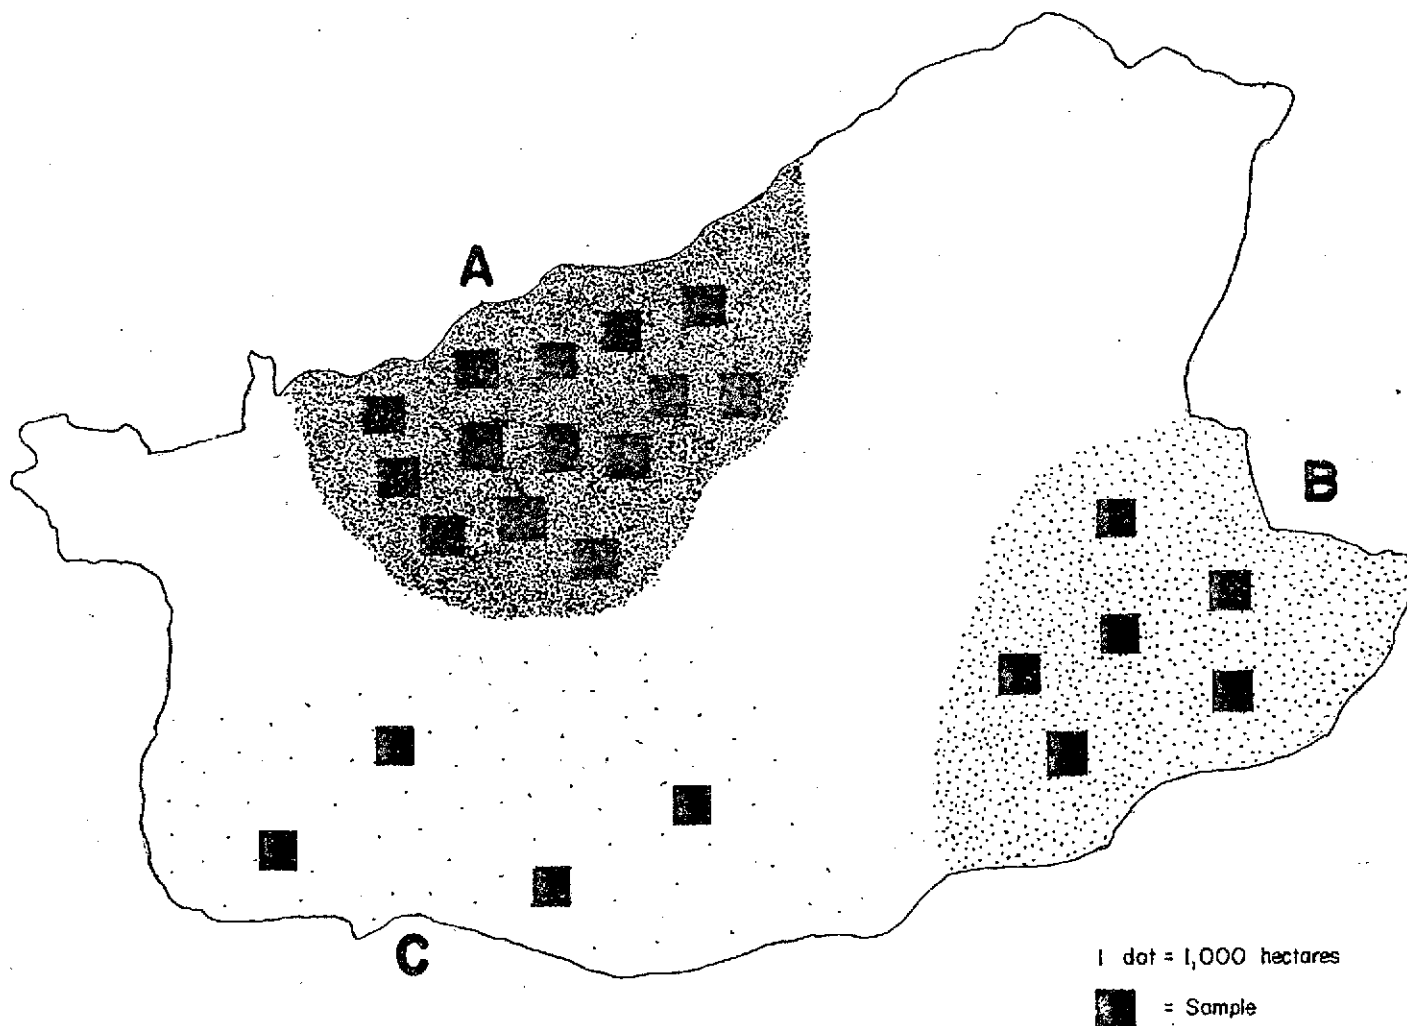 A
B
C
1 dot = 1,000 hectares
= Sample